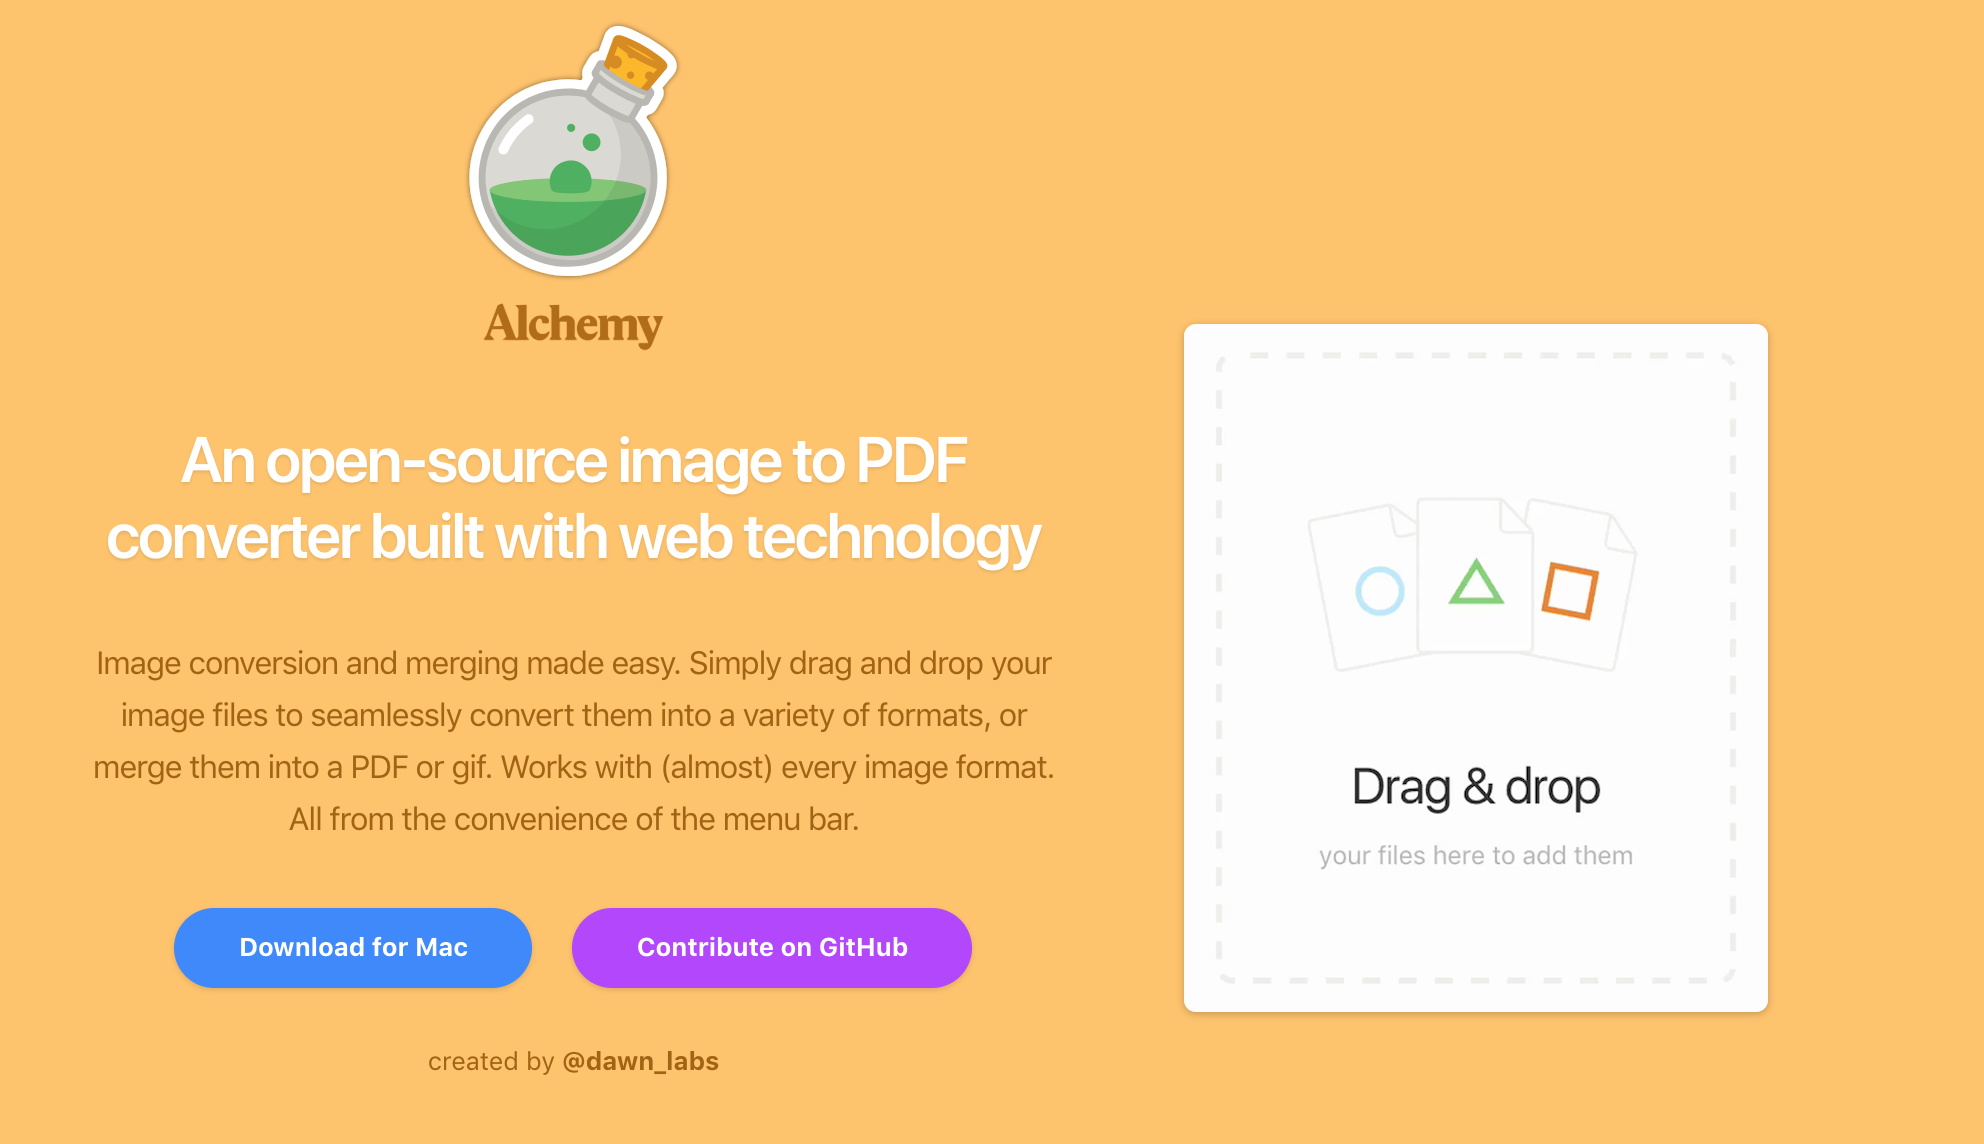 Alchemy
An open-source image to PDF
converter built with web technology
Image conversion and merging made easy. Simply drag and drop your
image files to seamlessly convert them into a variety of formats, or
merge them into a PDF or gif. Works with (almost) every image format.
All from the convenience of the menu bar.
Download for Mac
Contribute on GitHub
created by @dawn_labs
Drag & drop
your files here to add them